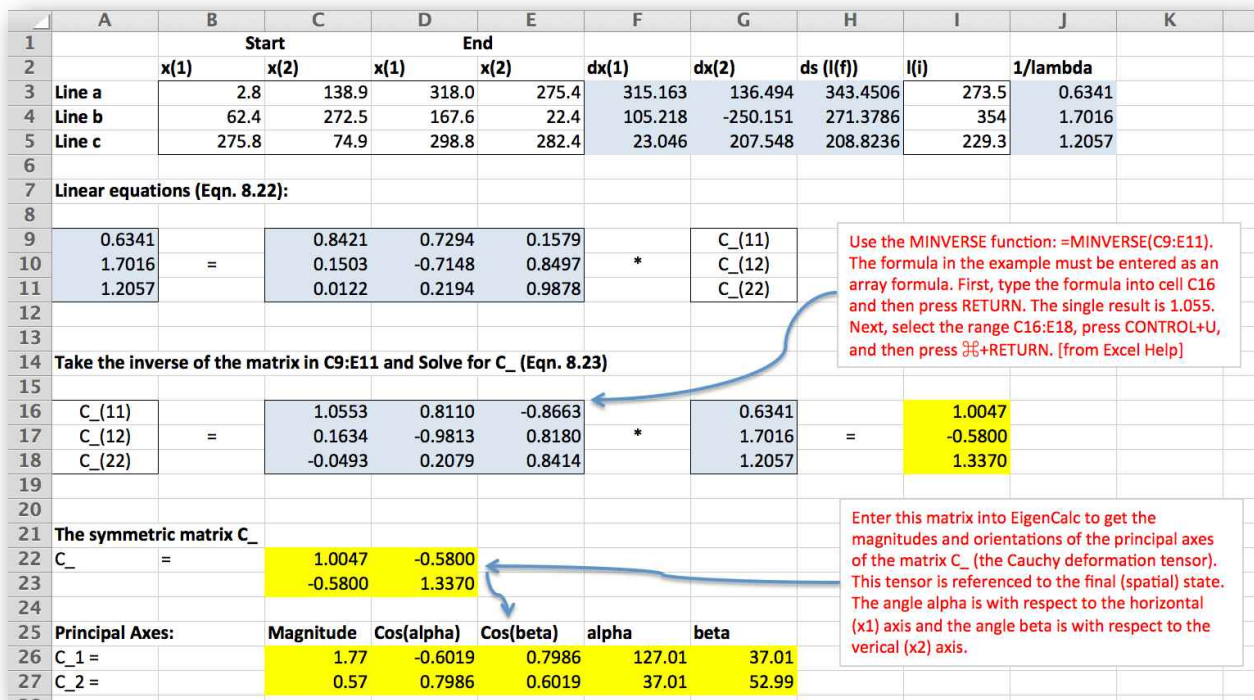 A B C D E F G H I J K
1 Start End
2 x(1) x(2) x(1) x(2) dx(1) dx(2) ds (l(f)) l(i) 1/lambda
3 Line a 2.8 138.9 318.0 275.4 315.163 136.494 343.4506 273.5 0.6341
4 Line b 62.4 272.5 167.6 22.4 105.218 -250.151 271.3786 354 1.7016
5 Line c 275.8 74.9 298.8 282.4 23.046 207.548 208.8236 229.3 1.2057
6
7 Linear equations (Eqn. 8.22):
8
9 0.6341 0.8421 0.7294 0.1579 C_(11)
10 1.7016 = 0.1503 -0.7148 0.8497 * C_(12)
11 1.2057 0.0122 0.2194 0.9878 C_(22)
Use the MINVERSE function: =MINVERSE(C9:E11).
The formula in the example must be entered as an
array formula. First, type the formula into cell C16
and then press RETURN. The single result is 1.055.
Next, select the range C16:E18, press CONTROL+U,
and then press ⌘+RETURN. [from Excel Help]
12
13
14 Take the inverse of the matrix in C9:E11 and Solve for C_ (Eqn. 8.23)
15
16 C_(11) 1.0553 0.8110 -0.8663 0.6341 1.0047
17 C_(12) = 0.1634 -0.9813 0.8180 * 1.7016 = -0.5800
18 C_(22) -0.0493 0.2079 0.8414 1.2057 1.3370
19
20
21 The symmetric matrix C_
22 C_ = 1.0047 -0.5800
23 -0.5800 1.3370
24
Enter this matrix into EigenCalc to get the
magnitudes and orientations of the principal axes
of the matrix C_ (the Cauchy deformation tensor).
This tensor is referenced to the final (spatial) state.
The angle alpha is with respect to the horizontal
(x1) axis and the angle beta is with respect to the
verical (x2) axis.
25 Principal Axes: Magnitude Cos(alpha) Cos(beta) alpha beta
26 C_1 = 1.77 -0.6019 0.7986 127.01 37.01
27 C_2 = 0.57 0.7986 0.6019 37.01 52.99